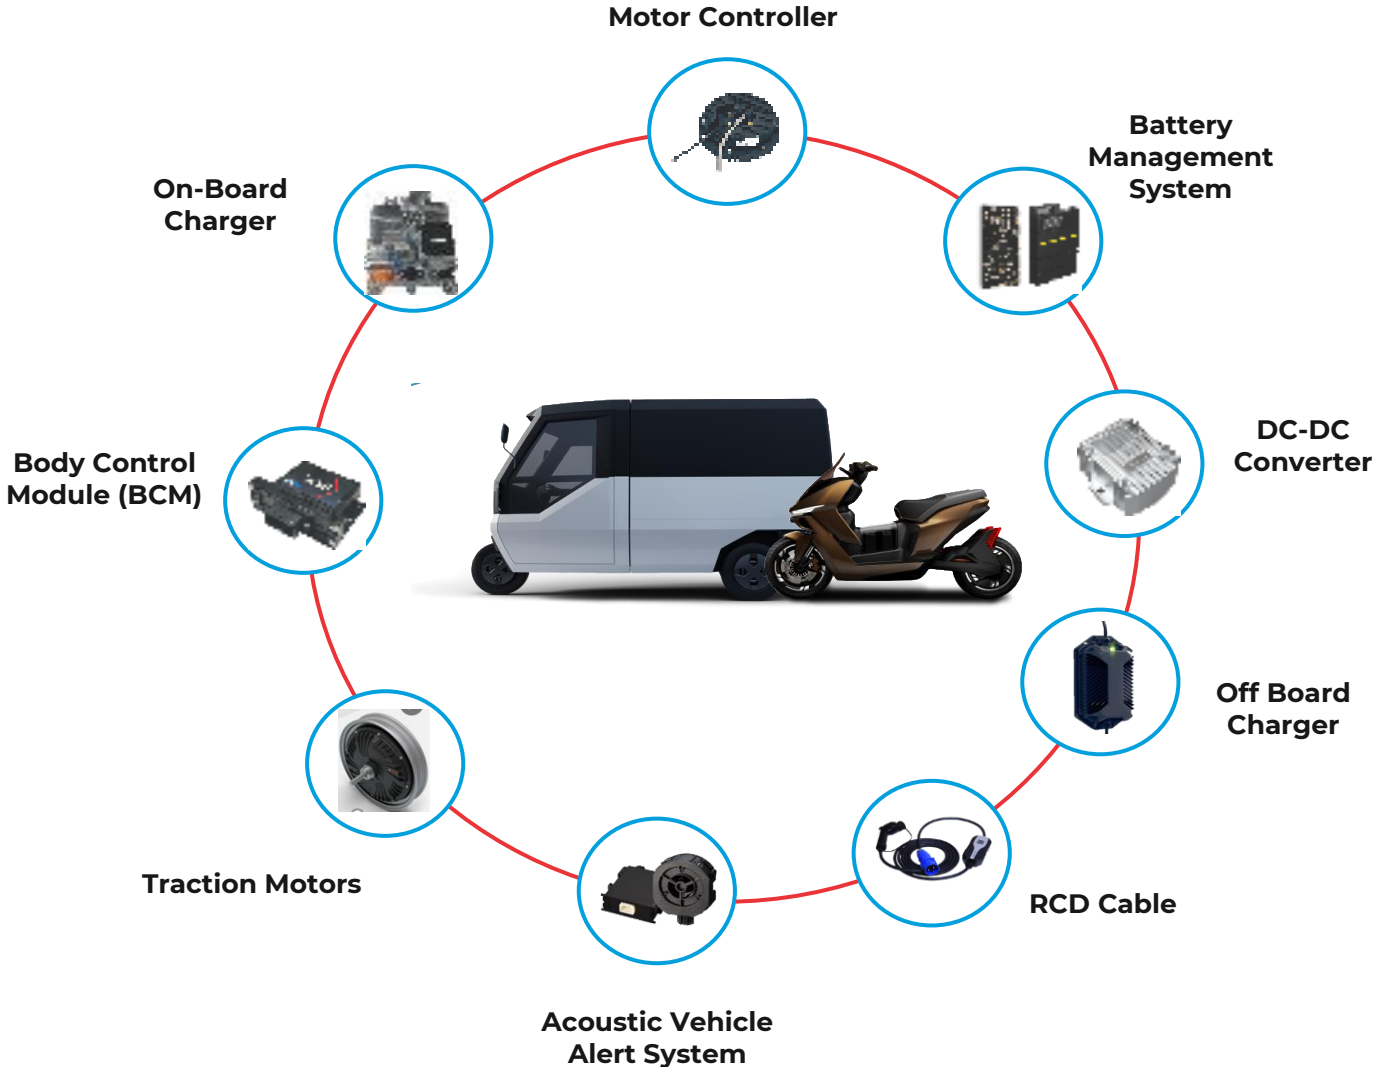 Motor Controller
Battery
Management
System
On-Board
Charger
DC-DC
Converter
Body Control
Module (BCM)
Off Board
Charger
Traction Motors
RCD Cable
Acoustic Vehicle
Alert System